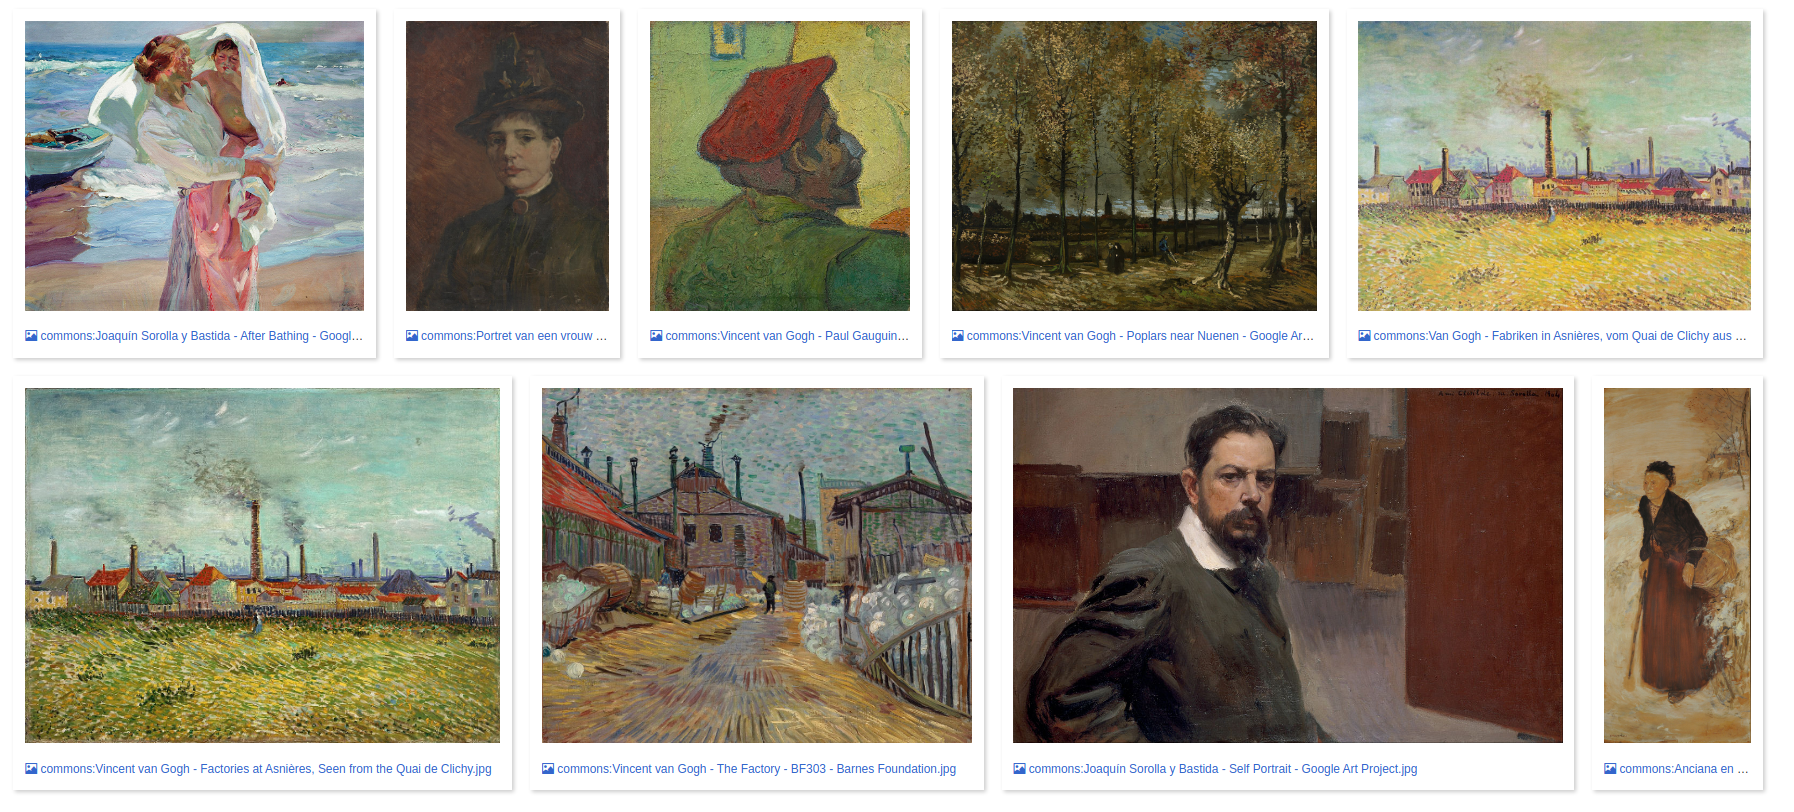 commons:Joaquín Sorolla y Bastida - After Bathing - Googl...
commons:Portret van een vrouw ...
commons:Vincent van Gogh - Paul Gauguin...
commons:Vincent van Gogh - Poplars near Nuenen - Google Ar...
commons:Van Gogh - Fabriken in Asnières, vom Quai de Clichy aus ...
commons:Vincent van Gogh - Factories at Asnières, Seen from the Quai de Clichy.jpg
commons:Vincent van Gogh - The Factory - BF303 - Barnes Foundation.jpg
commons:Joaquín Sorolla y Bastida - Self Portrait - Google Art Project.jpg
commons:Anciana en ...